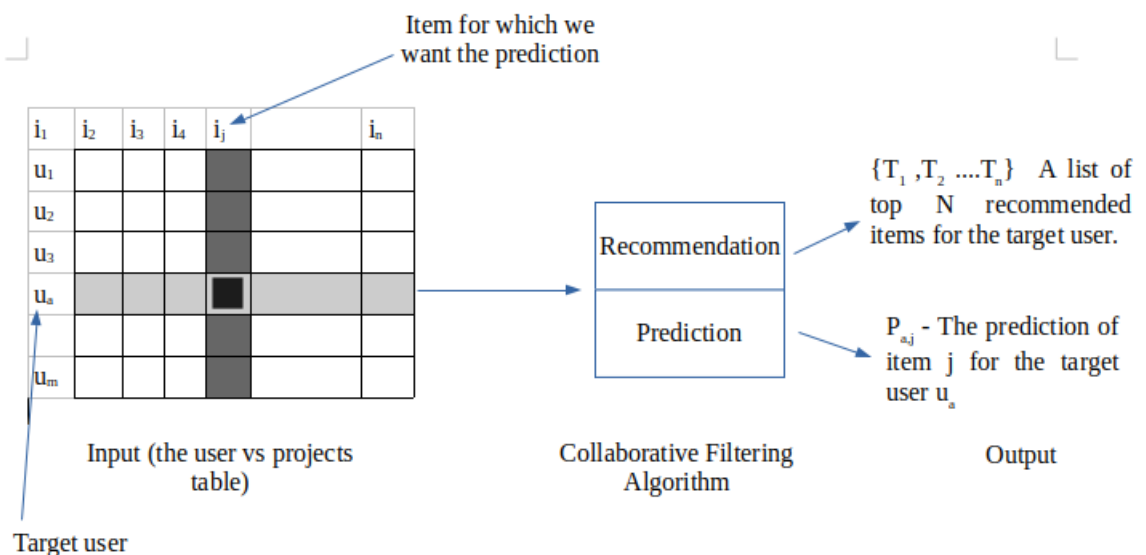 Item for which we
want the prediction
i₁ i₂ i₃ i₄ iⱼ iₙ
u₁
u₂
u₃
uₐ
uₘ
Recommendation
Prediction
{T₁ ,T₂ ....Tₙ} A list of
top N recommended
items for the target user.
Pₐ,ⱼ - The prediction of
item j for the target
user uₐ
Input (the user vs projects
table)
Collaborative Filtering
Algorithm
Output
Target user